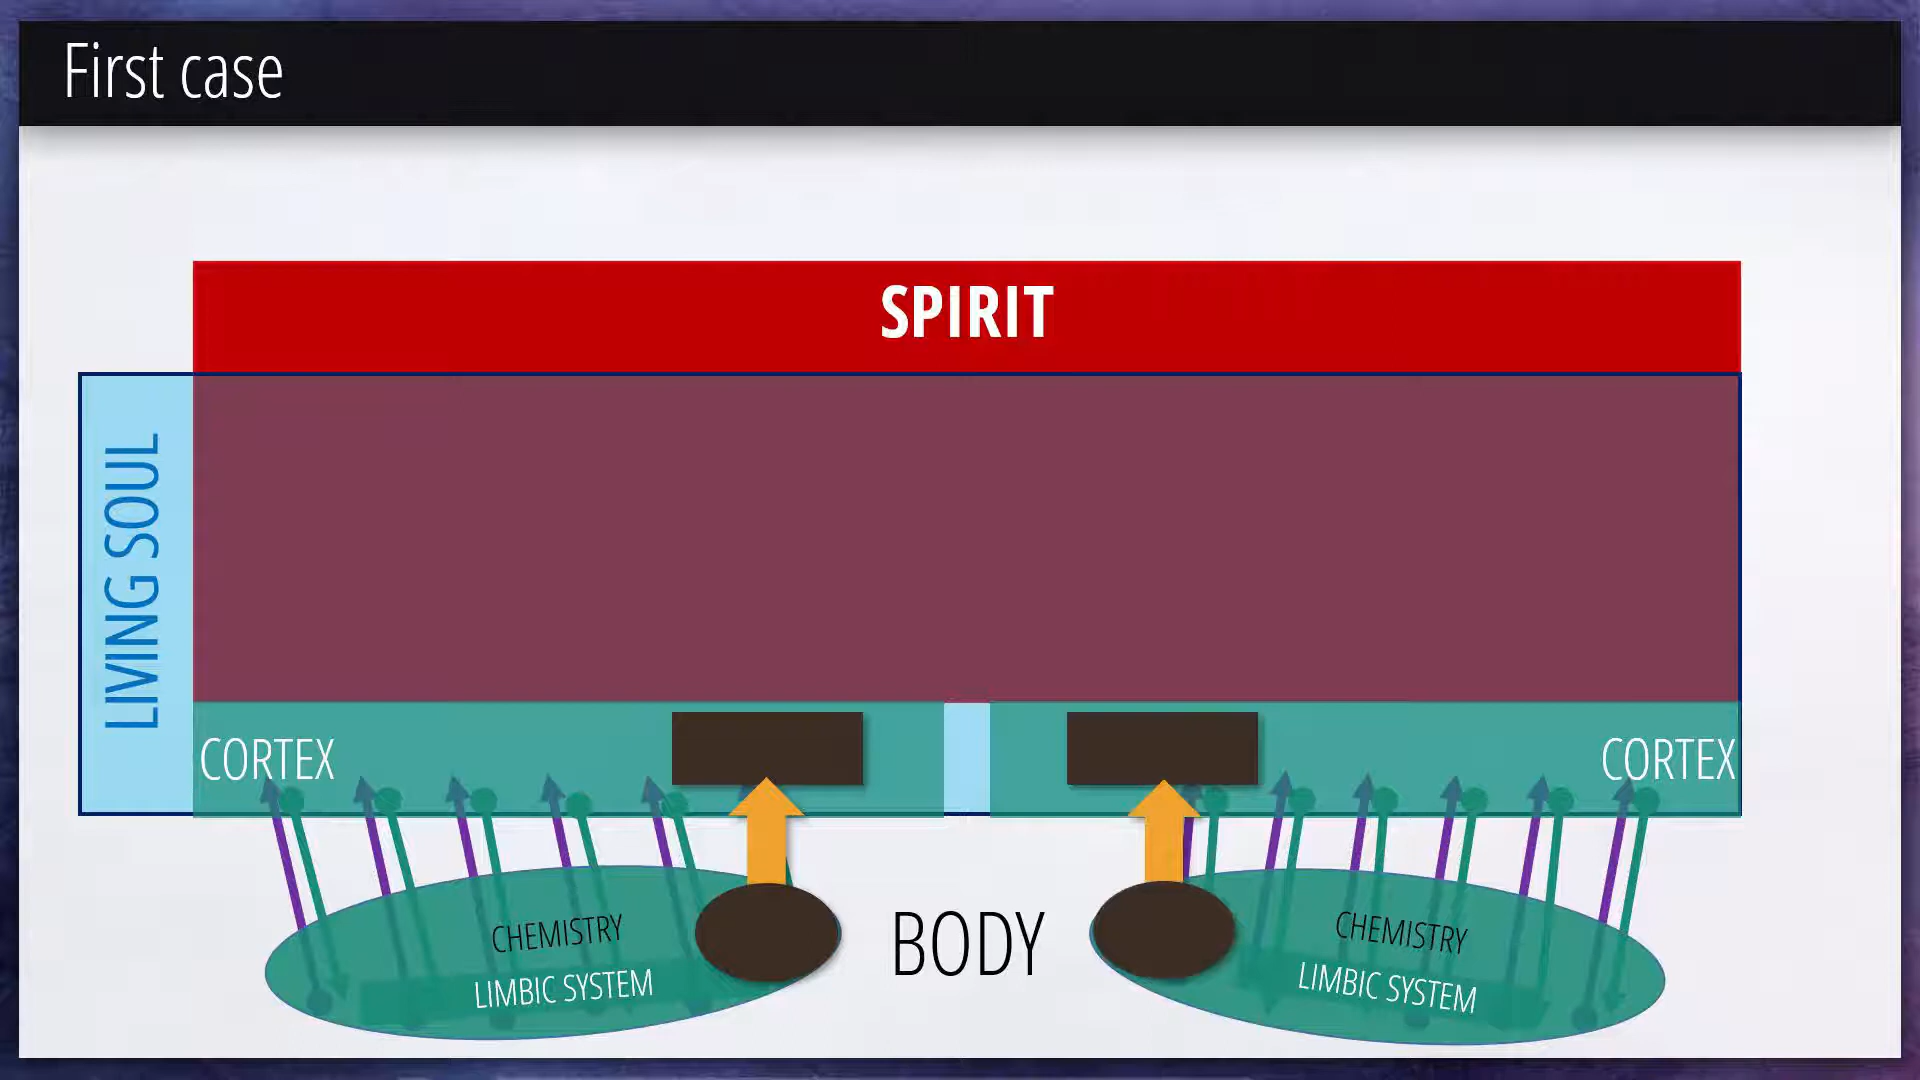 First case
SPIRIT
LIVING SOUL
CORTEX
CORTEX
CHEMISTRY
LIMBIC SYSTEM
BODY
CHEMISTRY
LIMBIC SYSTEM